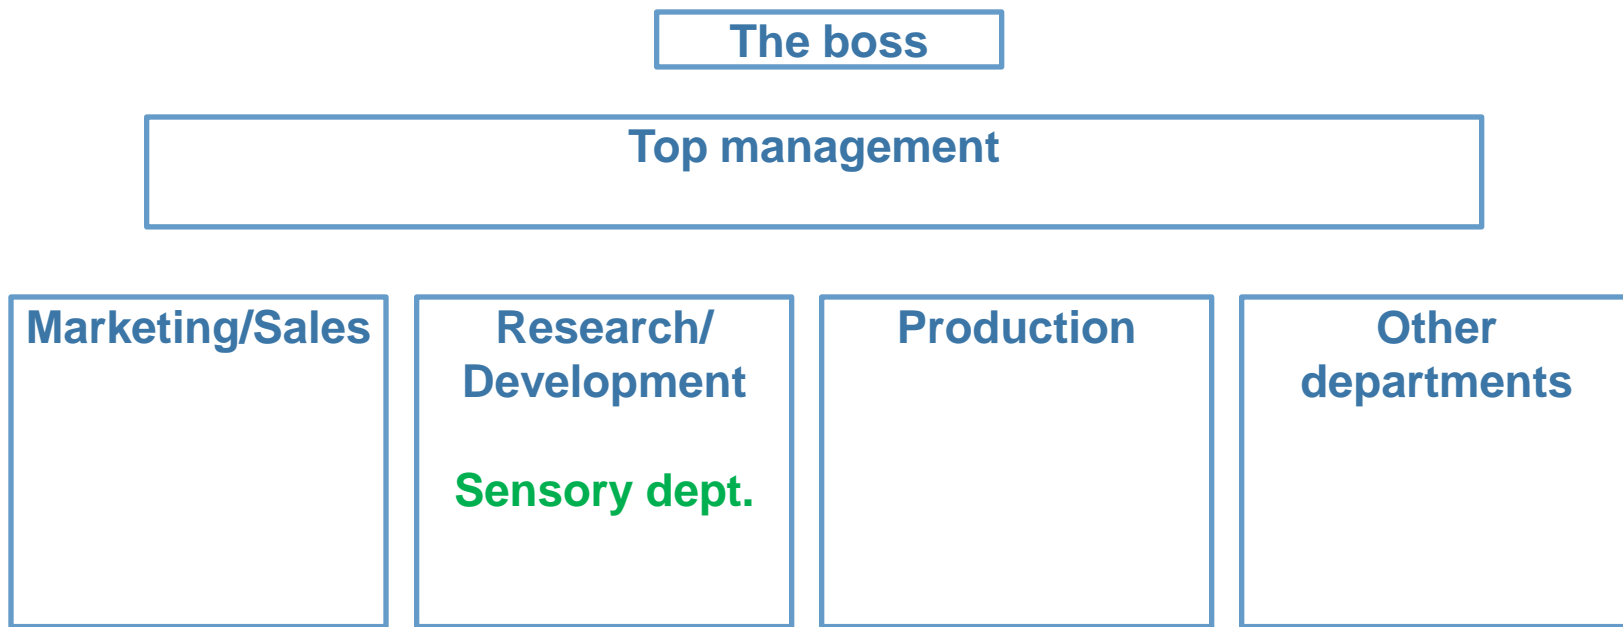 The boss
Top management
Marketing/Sales
Research/
Development
Sensory dept.
Production
Other
departments